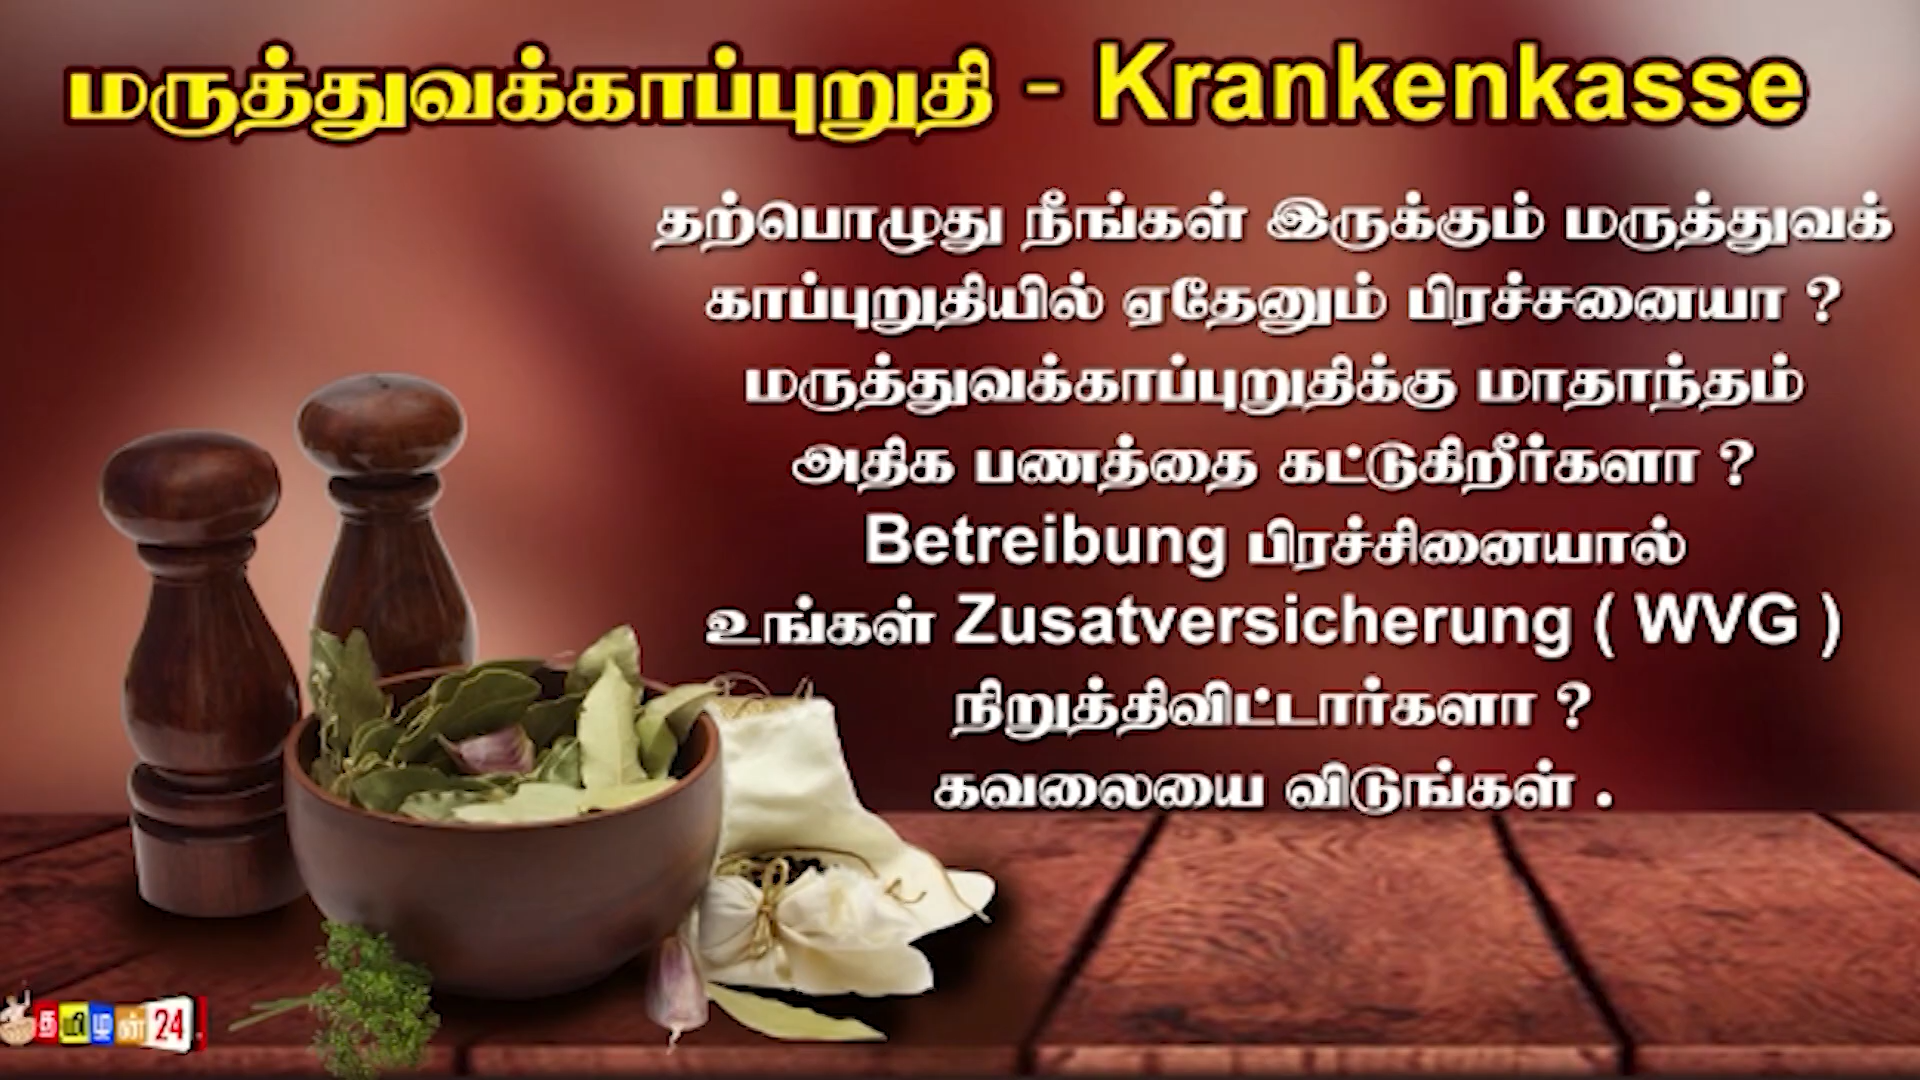 மருத்துவக்காப்புறுதி - Krankenkasse
தற்பொழுது நீங்கள் இருக்கும் மருத்துவக்
காப்புறுதியில் ஏதேனும் பிரச்சனையா ?
மருத்துவக்காப்புறுதிக்கு மாதாந்தம்
அதிக பணத்தை கட்டுகிறீர்களா ?
Betreibung பிரச்சினையால்
உங்கள் Zusatversicherung ( WVG )
நிறுத்திவிட்டார்களா ?
கவலையை விடுங்கள் .
தமிழன் 24